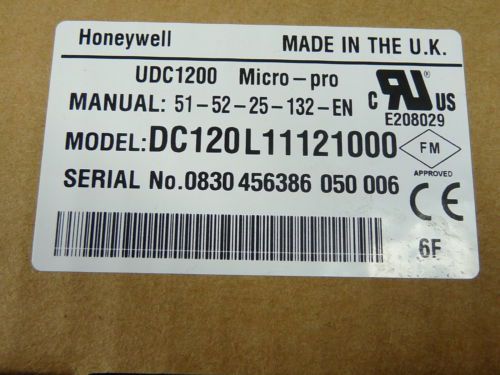 Honeywell MADE IN THE U.K.
UDC1200 Micro-pro
MANUAL: 51-52-25-132-EN
C RU US
E208029
MODEL:DC120L11121000
FM
APPROVED
SERIAL No.0830 456386 050 006
CE
6F